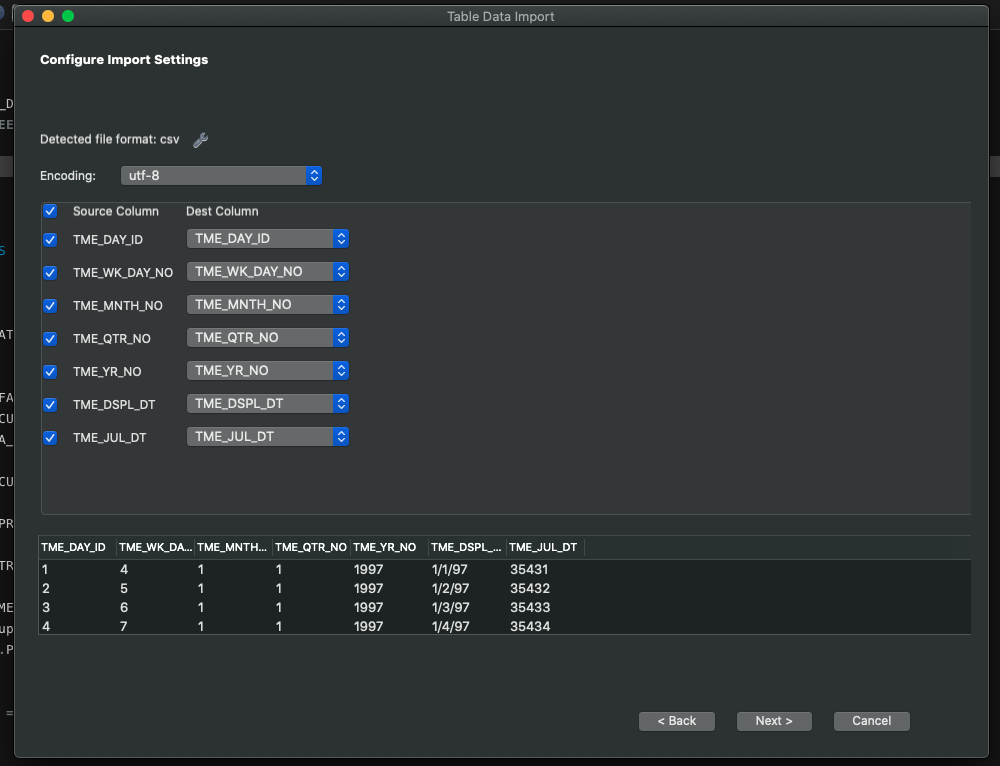 Table Data Import
Configure Import Settings
Detected file format: csv
Encoding: utf-8
Source Column Dest Column
TME_DAY_ID TME_DAY_ID
TME_WK_DAY_NO TME_WK_DAY_NO
TME_MNTH_NO TME_MNTH_NO
TME_QTR_NO TME_QTR_NO
TME_YR_NO TME_YR_NO
TME_DSPL_DT TME_DSPL_DT
TME_JUL_DT TME_JUL_DT
TME_DAY_ID TME_WK_DA... TME_MNTH... TME_QTR_NO TME_YR_NO TME_DSPL_... TME_JUL_DT
1 4 1 1 1997 1/1/97 35431
2 5 1 1 1997 1/2/97 35432
3 6 1 1 1997 1/3/97 35433
4 7 1 1 1997 1/4/97 35434
< Back Next > Cancel